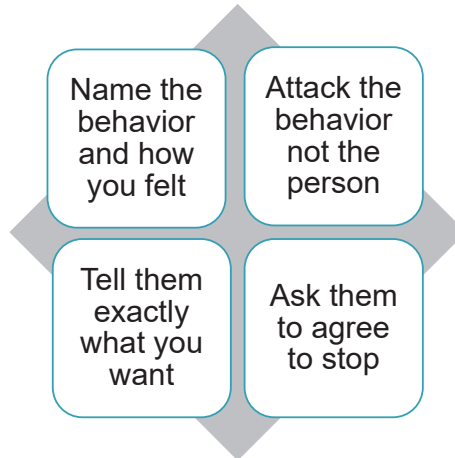 Name the
behavior
and how
you felt
Attack the
behavior
not the
person
Tell them
exactly
what you
want
Ask them
to agree
to stop